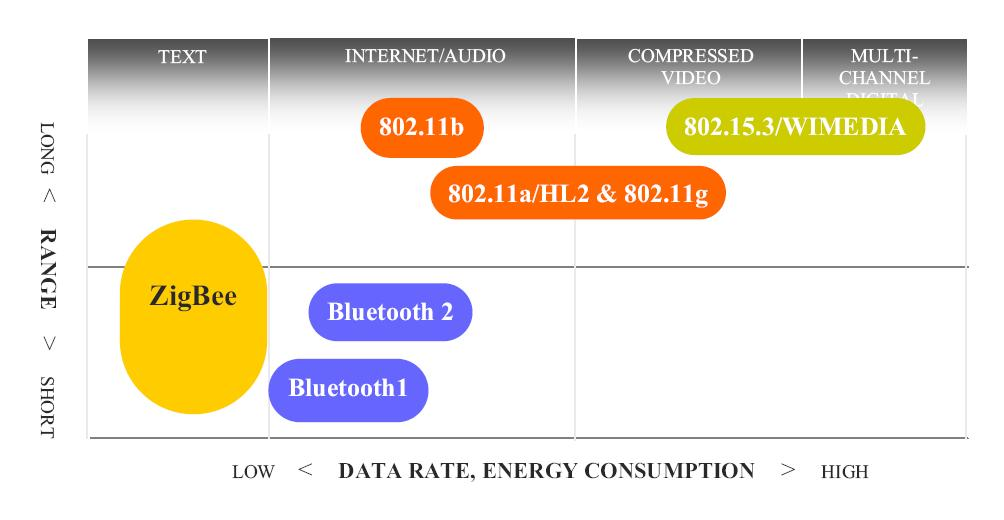 TEXT
INTERNET/AUDIO
COMPRESSED
VIDEO
MULTI-
CHANNEL
DIGITAL
802.11b
802.15.3/WIMEDIA
802.11a/HL2 & 802.11g
ZigBee
Bluetooth 2
Bluetooth1
LONG < RANGE > SHORT
LOW < DATA RATE, ENERGY CONSUMPTION > HIGH